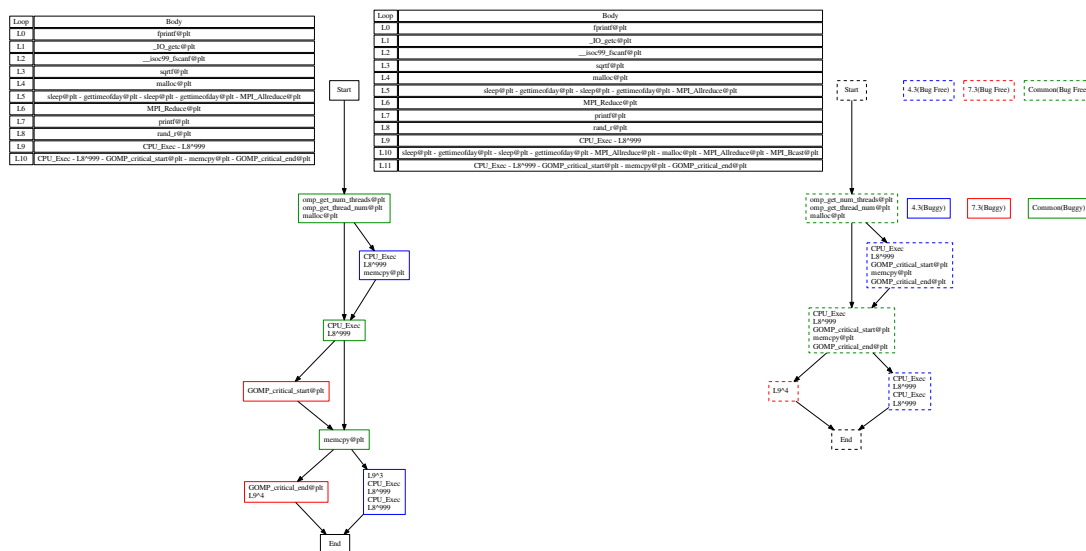 Loop Body
L0 fprintf@plt
L1 _IO_getc@plt
L2 __isoc99_fscanf@plt
L3 sqrtf@plt
L4 malloc@plt
L5 sleep@plt - gettimeofday@plt - sleep@plt - gettimeofday@plt - MPI_Allreduce@plt
L6 MPI_Reduce@plt
L7 printf@plt
L8 rand_r@plt
L9 CPU_Exec - L8^999
L10 CPU_Exec - L8^999 - GOMP_critical_start@plt - memcpy@plt - GOMP_critical_end@plt
Start
omp_get_num_threads@plt
omp_get_thread_num@plt
malloc@plt
CPU_Exec
L8^999
memcpy@plt
CPU_Exec
L8^999
GOMP_critical_start@plt
memcpy@plt
GOMP_critical_end@plt
L9^4
L9^3
CPU_Exec
L8^999
CPU_Exec
L8^999
End
Loop Body
L0 fprintf@plt
L1 _IO_getc@plt
L2 __isoc99_fscanf@plt
L3 sqrtf@plt
L4 malloc@plt
L5 sleep@plt - gettimeofday@plt - sleep@plt - gettimeofday@plt - MPI_Allreduce@plt
L6 MPI_Reduce@plt
L7 printf@plt
L8 rand_r@plt
L9 CPU_Exec - L8^999
L10 sleep@plt - gettimeofday@plt - sleep@plt - gettimeofday@plt - MPI_Allreduce@plt - malloc@plt - MPI_Allreduce@plt - MPI_Bcast@plt
L11 CPU_Exec - L8^999 - GOMP_critical_start@plt - memcpy@plt - GOMP_critical_end@plt
Start
4.3(Bug Free)
7.3(Bug Free)
Common(Bug Free
omp_get_num_threads@plt
omp_get_thread_num@plt
malloc@plt
4.3(Buggy)
7.3(Buggy)
Common(Buggy)
CPU_Exec
L8^999
GOMP_critical_start@plt
memcpy@plt
GOMP_critical_end@plt
CPU_Exec
L8^999
GOMP_critical_start@plt
memcpy@plt
GOMP_critical_end@plt
L9^4
CPU_Exec
L8^999
CPU_Exec
L8^999
End